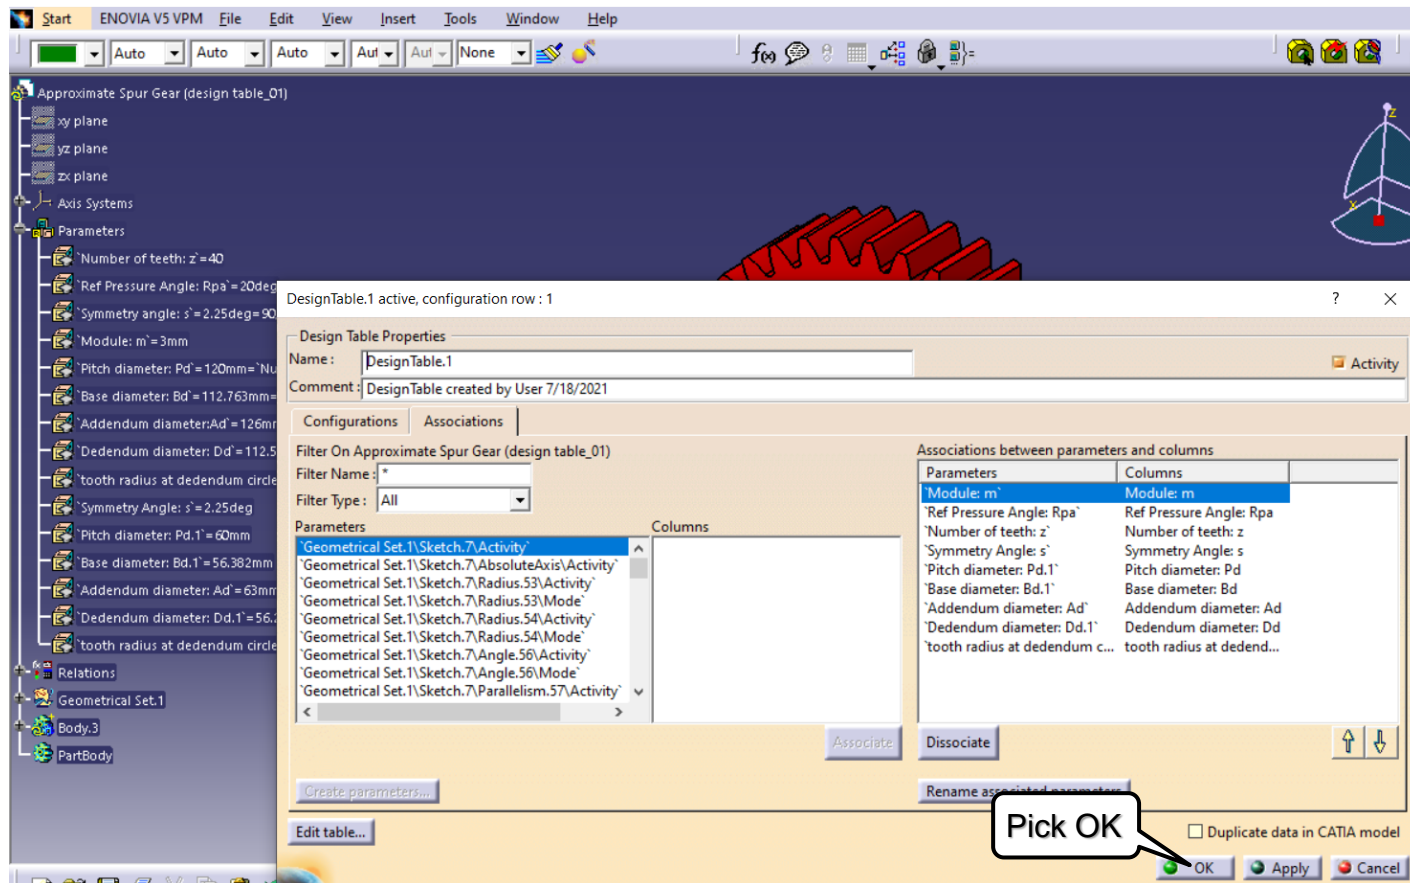 Start ENOVIA V5 VPM File Edit View Insert Tools Window Help
Auto Auto Auto Aut Aut None
f(x)
Approximate Spur Gear (design table_01)
xy plane
yz plane
zx plane
Axis Systems
Parameters
`Number of teeth: z`=40
`Ref Pressure Angle: Rpa`=20deg
`Symmetry angle: s`=2.25deg=90
`Module: m`=3mm
`Pitch diameter: Pd`=120mm=`Nu
`Base diameter: Bd`=112.763mm=
`Addendum diameter:Ad`=126mm
`Dedendum diameter: Dd`=112.5
`tooth radius at dedendum circle
`Symmetry Angle: s`=2.25deg
`Pitch diameter: Pd.1`=60mm
`Base diameter: Bd.1`=56.382mm
`Addendum diameter: Ad`=63mm
`Dedendum diameter: Dd.1`=56.2
`tooth radius at dedendum circle
Relations
Geometrical Set.1
Body.3
PartBody
z
x
DesignTable.1 active, configuration row : 1 ?
Design Table Properties
Name : DesignTable.1
Activity
Comment : DesignTable created by User 7/18/2021
Configurations Associations
Filter On Approximate Spur Gear (design table_01)
Filter Name : *
Filter Type : All
Parameters Columns
`Geometrical Set.1\Sketch.7\Activity`
`Geometrical Set.1\Sketch.7\AbsoluteAxis\Activity`
`Geometrical Set.1\Sketch.7\Radius.53\Activity`
`Geometrical Set.1\Sketch.7\Radius.53\Mode`
`Geometrical Set.1\Sketch.7\Radius.54\Activity`
`Geometrical Set.1\Sketch.7\Radius.54\Mode`
`Geometrical Set.1\Sketch.7\Angle.56\Activity`
`Geometrical Set.1\Sketch.7\Angle.56\Mode`
`Geometrical Set.1\Sketch.7\Parallelism.57\Activity`
Associate
Create parameters...
Associations between parameters and columns
Parameters Columns
`Module: m` Module: m
`Ref Pressure Angle: Rpa` Ref Pressure Angle: Rpa
`Number of teeth: z` Number of teeth: z
`Symmetry Angle: s` Symmetry Angle: s
`Pitch diameter: Pd.1` Pitch diameter: Pd
`Base diameter: Bd.1` Base diameter: Bd
`Addendum diameter: Ad` Addendum diameter: Ad
`Dedendum diameter: Dd.1` Dedendum diameter: Dd
`tooth radius at dedendum c... tooth radius at dedend...
Dissociate
Rename associated parameters
Pick OK
Edit table...
Duplicate data in CATIA model
OK Apply Cancel